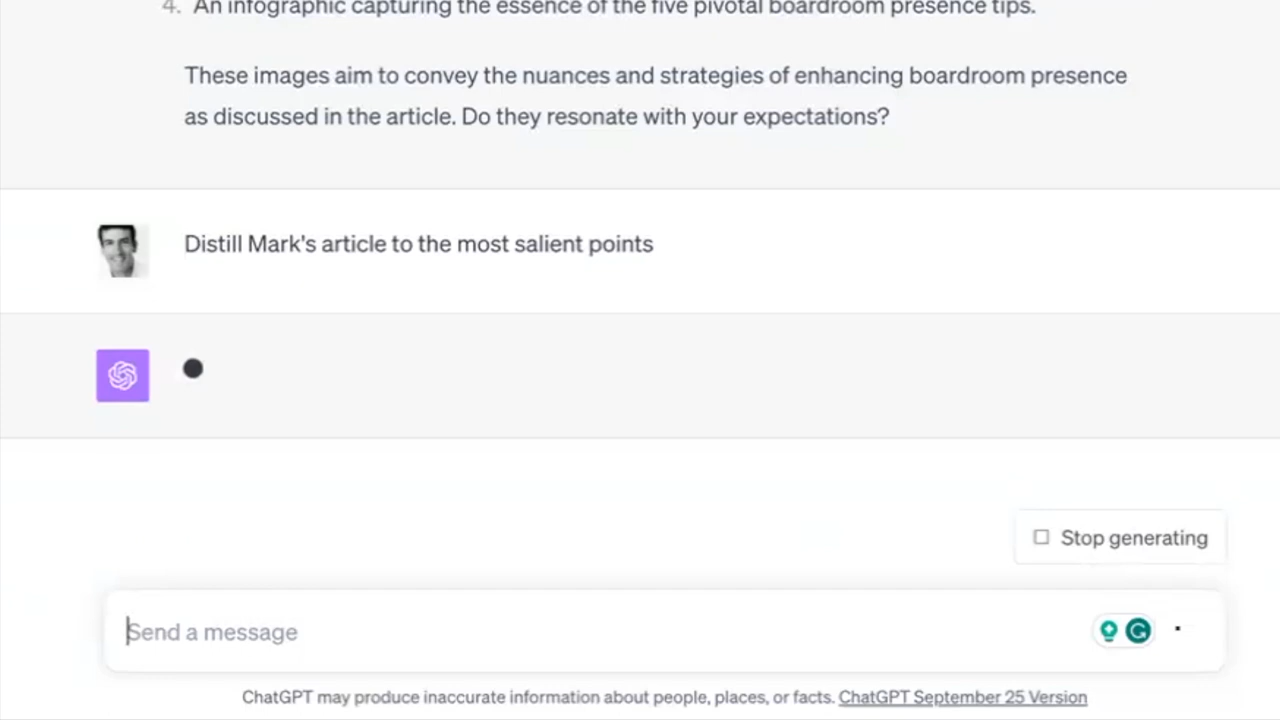 4. An infographic capturing the essence of the five pivotal boardroom presence tips.
These images aim to convey the nuances and strategies of enhancing boardroom presence
as discussed in the article. Do they resonate with your expectations?
Distill Mark's article to the most salient points
Stop generating
Send a message
ChatGPT may produce inaccurate information about people, places, or facts. ChatGPT September 25 Version